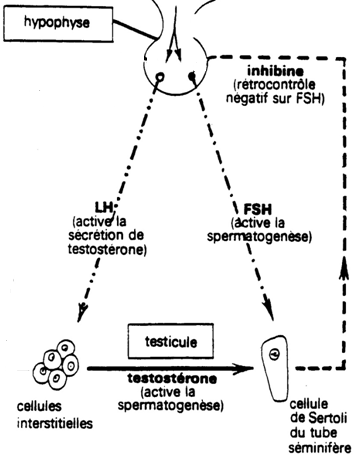 hypophyse
inhibine
(rétrocontrôle
négatif sur FSH)
LH
(active la
sécrétion de
testostérone)
FSH
(active la
spermatogenèse)
testicule
testostérone
(active la
spermatogenèse)
cellules
interstitielles
cellule
de Sertoli
du tube
séminifère